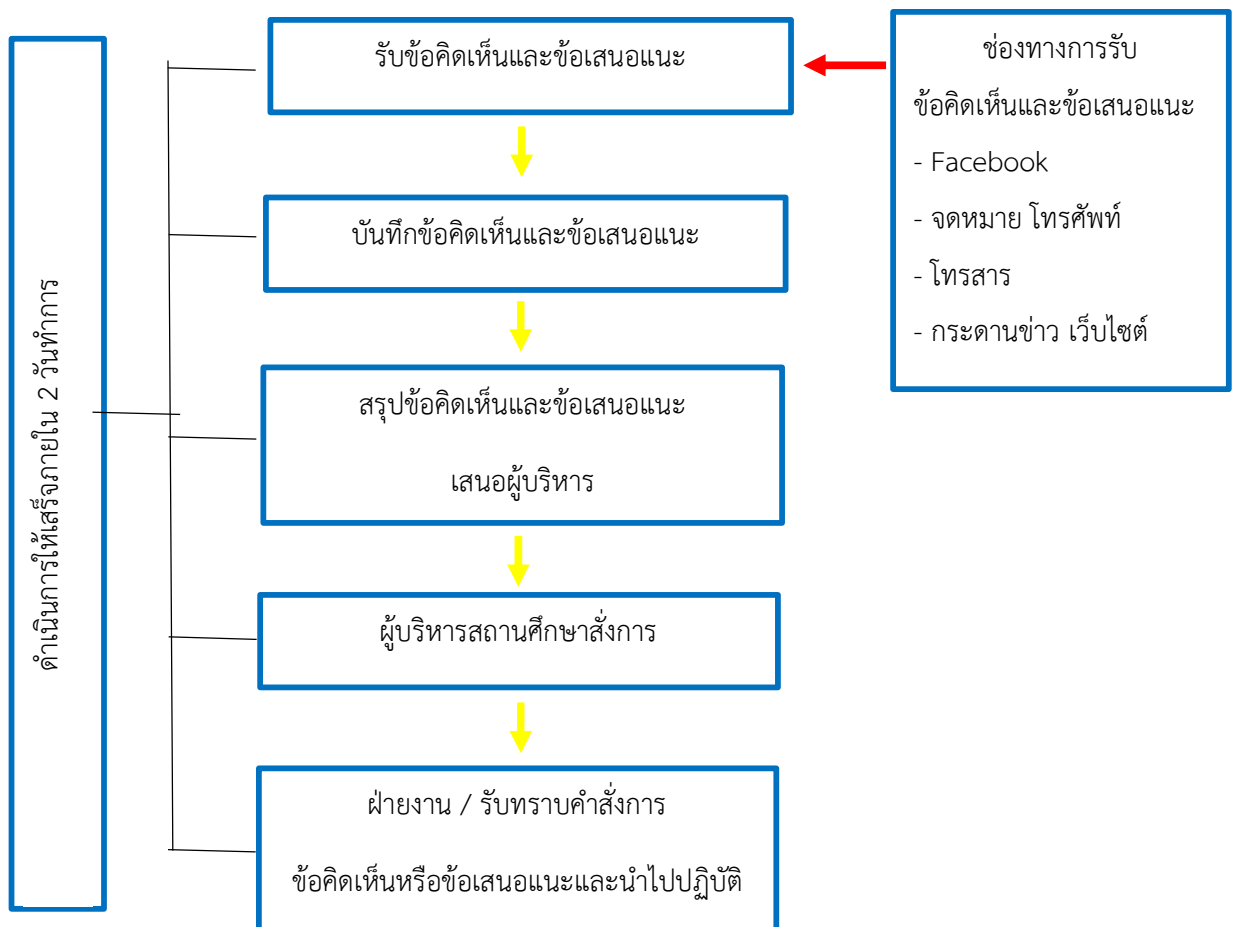 รับข้อคิดเห็นและข้อเสนอแนะ
ช่องทางการรับ
ข้อคิดเห็นและข้อเสนอแนะ
- Facebook
- จดหมาย โทรศัพท์
- โทรสาร
- กระดานข่าว เว็บไซต์
บันทึกข้อคิดเห็นและข้อเสนอแนะ
สรุปข้อคิดเห็นและข้อเสนอแนะ
เสนอผู้บริหาร
ผู้บริหารสถานศึกษาสั่งการ
ฝ่ายงาน / รับทราบคำสั่งการ
ข้อคิดเห็นหรือข้อเสนอแนะและนำไปปฏิบัติ
ดำเนินการให้เสร็จภายใน 2 วันทำการ